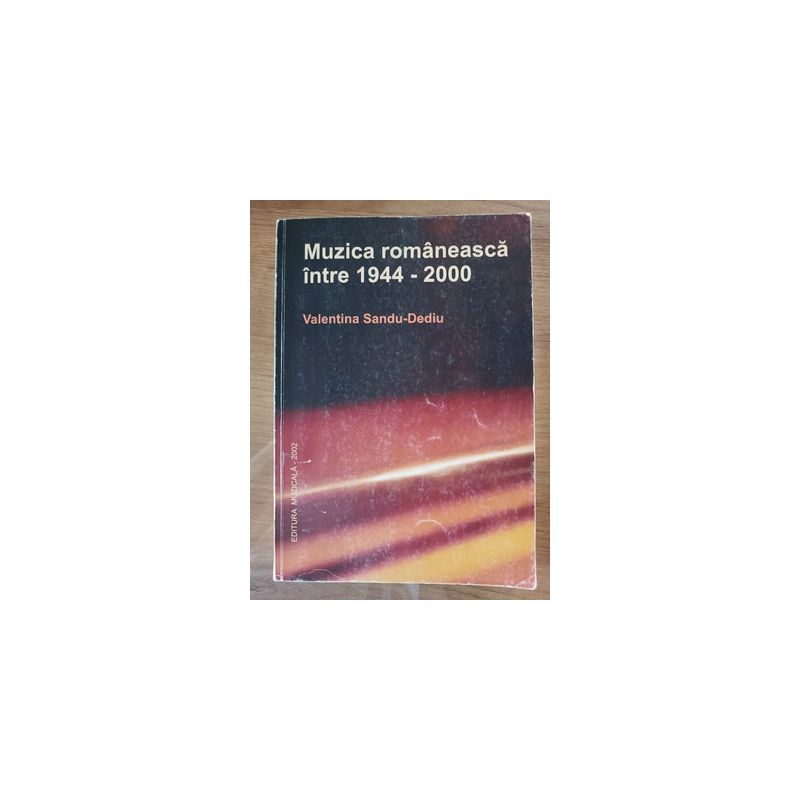 Muzica românească
între 1944 - 2000
Valentina Sandu-Dediu
EDITURA MUZICALĂ - 2002